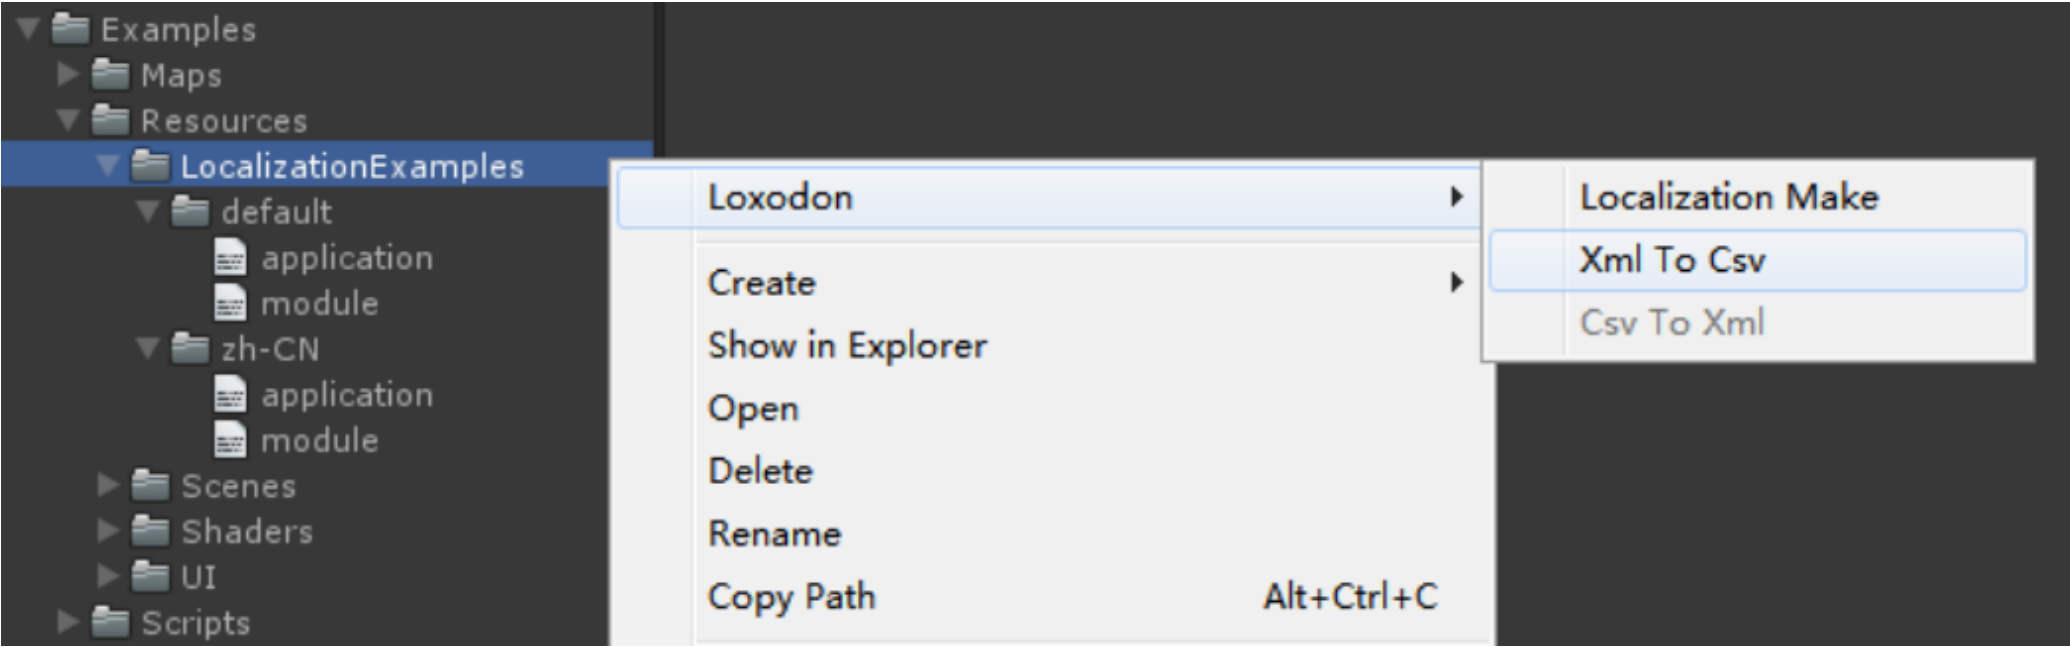 Examples
Maps
Resources
LocalizationExamples
default
application
module
zh-CN
application
module
Scenes
Shaders
UI
Scripts
Loxodon
Create
Show in Explorer
Open
Delete
Rename
Copy Path Alt+Ctrl+C
Localization Make
Xml To Csv
Csv To Xml